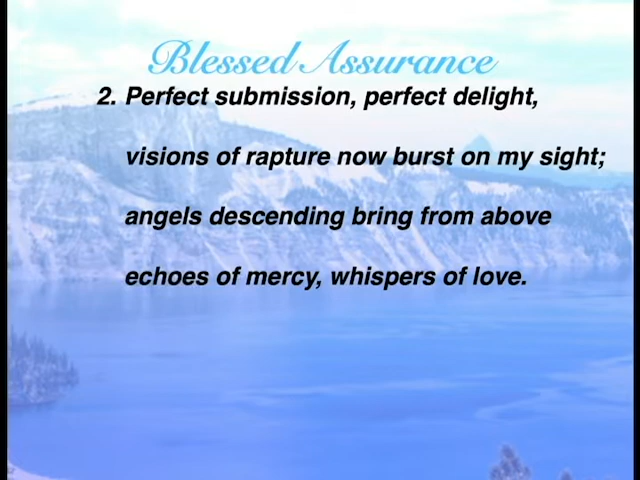 Blessed Assurance
2. Perfect submission, perfect delight,
visions of rapture now burst on my sight;
angels descending bring from above
echoes of mercy, whispers of love.